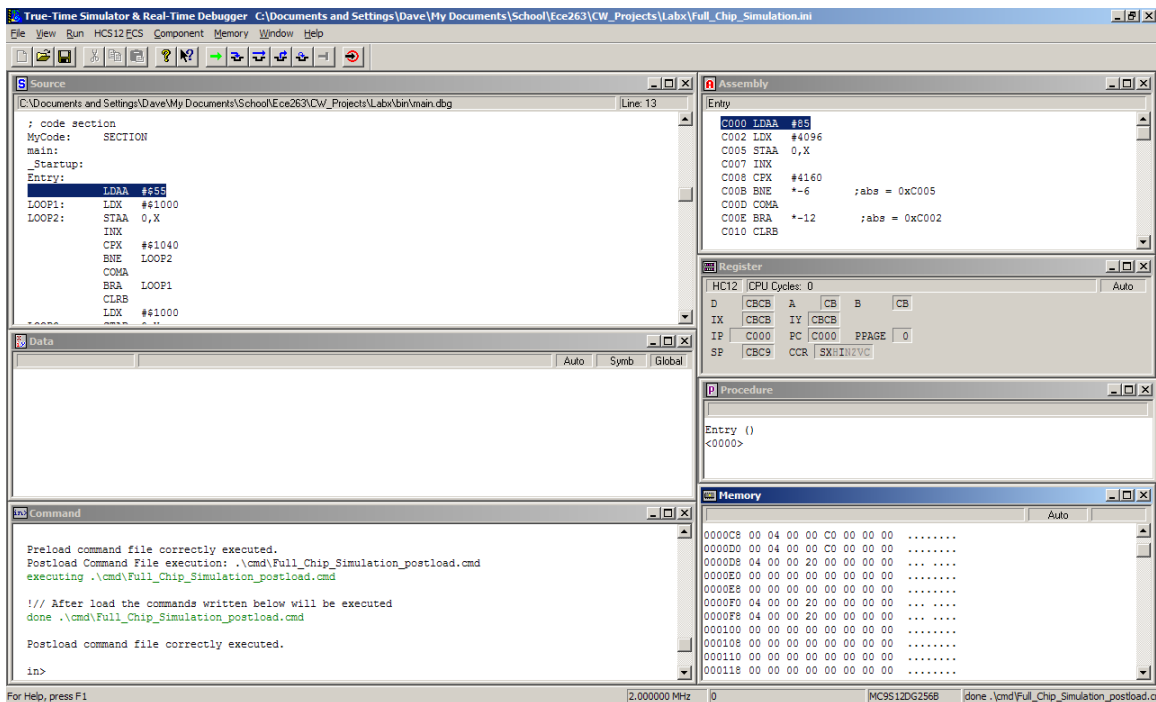 True-Time Simulator & Real-Time Debugger C:\Documents and Settings\Dave\My Documents\School\Ece263\CW_Projects\Labx\Full_Chip_Simulation.ini
File View Run HCS12 FCS Component Memory Window Help
Source
C:\Documents and Settings\Dave\My Documents\School\Ece263\CW_Projects\Labx\bin\main.dbg Line: 13
; code section
MyCode: SECTION
main:
_Startup:
Entry:
LDAA #$55
LOOP1: LDX #$1000
LOOP2: STAA 0,X
INX
CPX #$1040
BNE LOOP2
COMA
BRA LOOP1
CLRB
LDX #$1000
Data
Auto Symb Global
Command
Preload command file correctly executed.
Postload Command File execution: .\cmd\Full_Chip_Simulation_postload.cmd
executing .\cmd\Full_Chip_Simulation_postload.cmd
!// After load the commands written below will be executed
done .\cmd\Full_Chip_Simulation_postload.cmd
Postload command file correctly executed.
in>
Assembly
Entry
C000 LDAA #85
C002 LDX #4096
C005 STAA 0,X
C007 INX
C008 CPX #4160
C00B BNE *-6 ;abs = 0xC005
C00D COMA
C00E BRA *-12 ;abs = 0xC002
C010 CLRB
Register
HC12 CPU Cycles: 0 Auto
D CBCB A CB B CB
IX CBCB IY CBCB
IP C000 PC C000 PPAGE 0
SP CBC9 CCR SXHINZVC
Procedure
Entry ()
<0000>
Memory
Auto
0000C8 00 04 00 00 C0 00 00 00 ........
0000D0 00 04 00 00 C0 00 00 00 ........
0000D8 04 00 00 20 00 00 00 00 ... ....
0000E0 00 00 00 00 00 00 00 00 ........
0000E8 00 00 00 00 00 00 00 00 ........
0000F0 04 00 00 20 00 00 00 00 ... ....
0000F8 04 00 00 20 00 00 00 00 ... ....
000100 00 00 00 00 00 00 00 00 ........
000108 00 00 00 00 00 00 00 00 ........
000110 00 00 00 00 00 00 00 00 ........
000118 00 00 00 00 00 00 00 00 ........
For Help, press F1 2.000000 MHz 0 MC9S12DG256B done .\cmd\Full_Chip_Simulation_postload.c